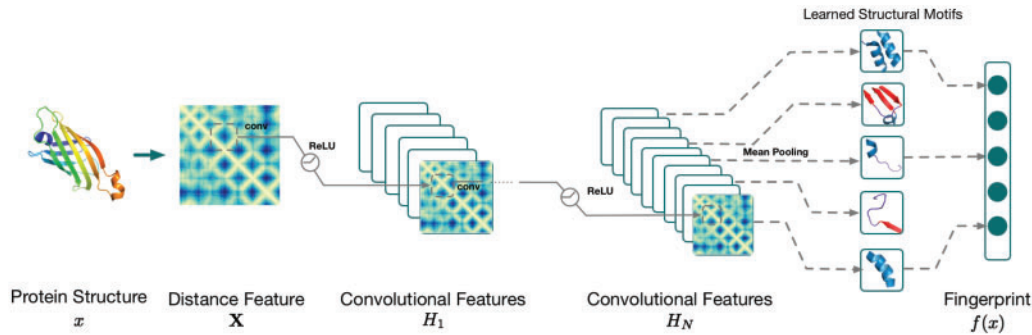 Learned Structural Motifs
conv
ReLU
conv
ReLU
Mean Pooling
Protein Structure
x
Distance Feature
X
Convolutional Features
H₁
Convolutional Features
H_N
Fingerprint
f(x)